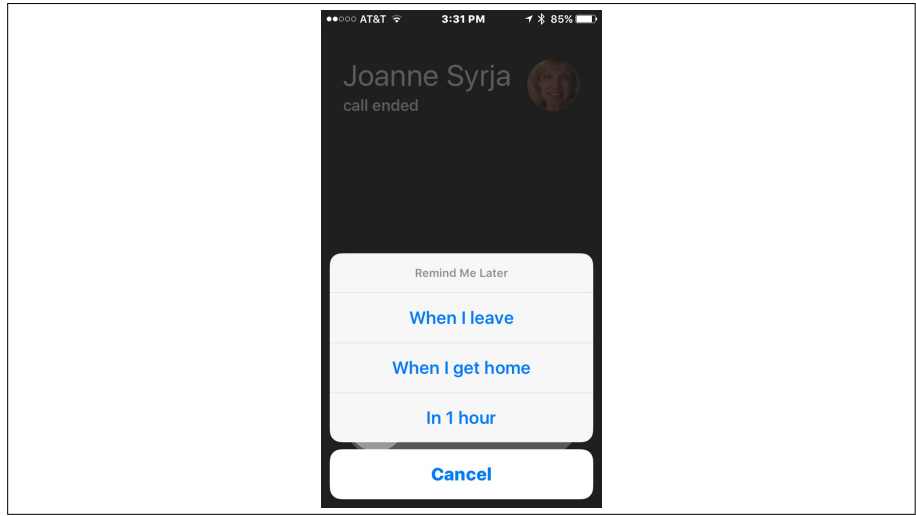 AT&T 3:31 PM 85%
Joanne Syrja
call ended
Remind Me Later
When I leave
When I get home
In 1 hour
Cancel